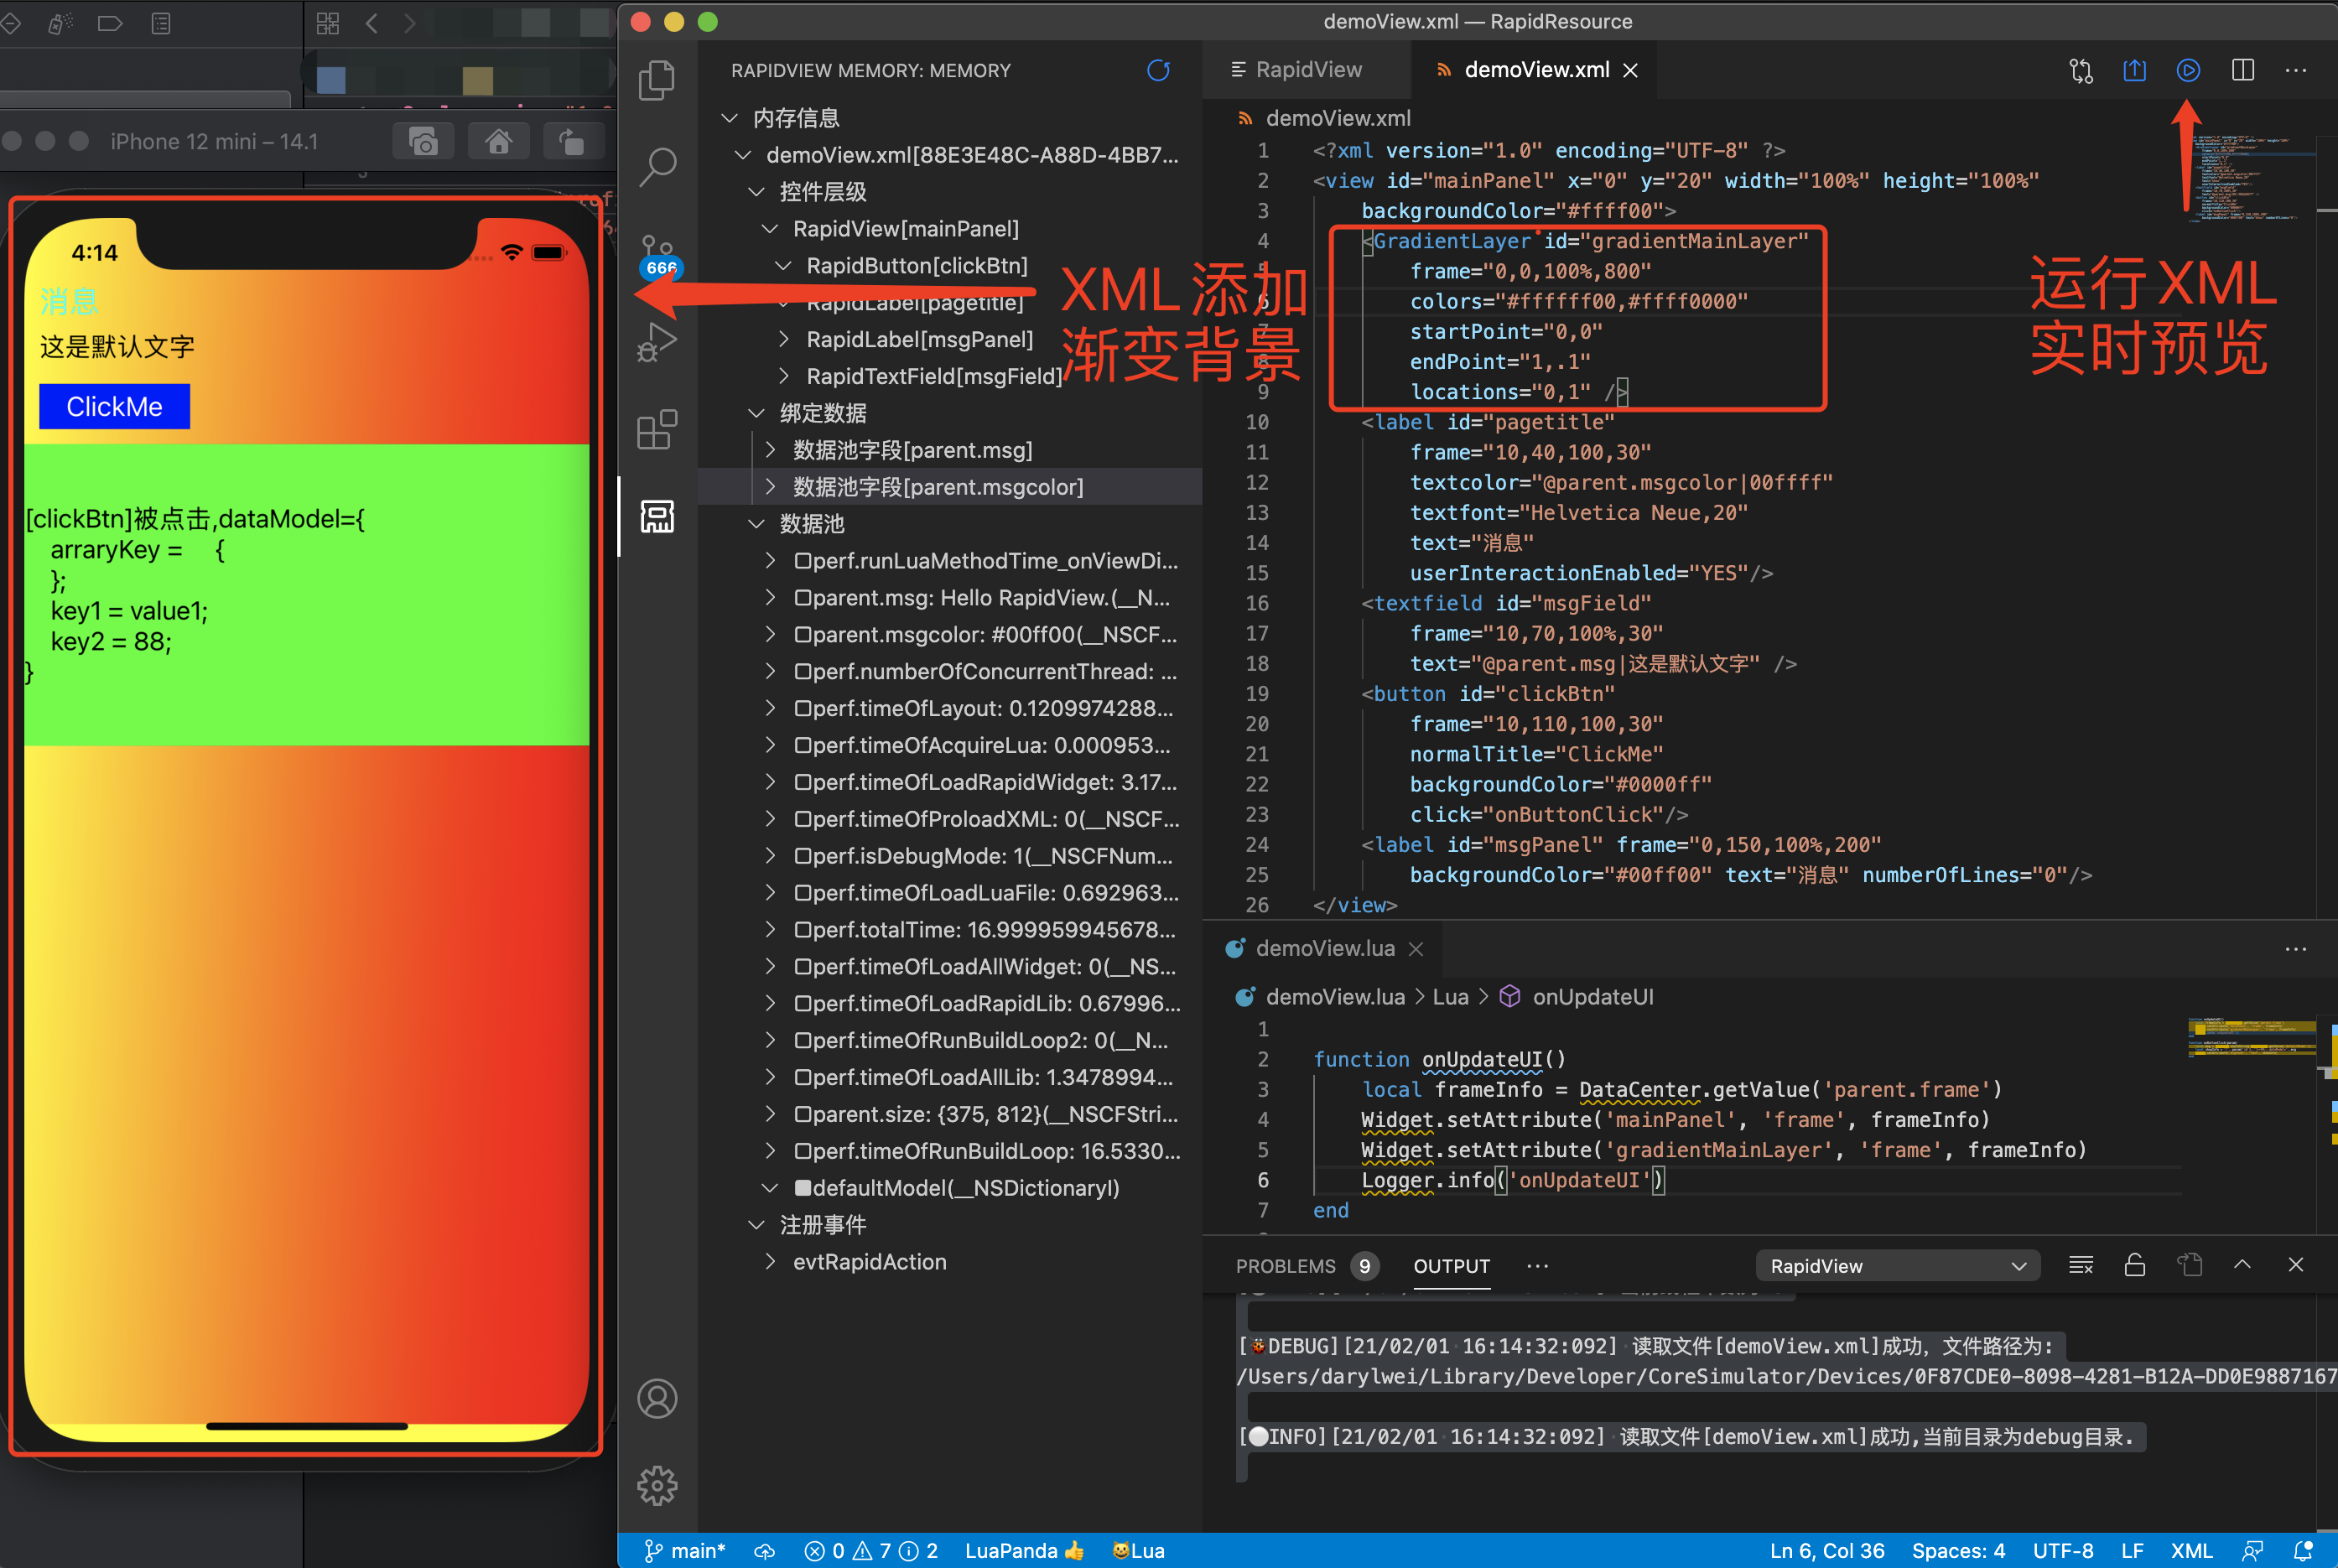 iPhone 12 mini – 14.1
4:14
消息
这是默认文字
ClickMe
[clickBtn]被点击,dataModel={
arraryKey = {
};
key1 = value1;
key2 = 88;
}
demoView.xml — RapidResource
666
RAPIDVIEW MEMORY: MEMORY
内存信息
demoView.xml[88E3E48C-A88D-4BB7...
控件层级
RapidView[mainPanel]
RapidButton[clickBtn]
RapidLabel[pagetitle]
RapidLabel[msgPanel]
RapidTextField[msgField]
绑定数据
数据池字段[parent.msg]
数据池字段[parent.msgcolor]
数据池
perf.runLuaMethodTime_onViewDi...
parent.msg: Hello RapidView.(__N...
parent.msgcolor: #00ff00(__NSCF...
perf.numberOfConcurrentThread: ...
perf.timeOfLayout: 0.1209974288...
perf.timeOfAcquireLua: 0.000953...
perf.timeOfLoadRapidWidget: 3.17...
perf.timeOfProloadXML: 0(__NSCF...
perf.isDebugMode: 1(__NSCFNum...
perf.timeOfLoadLuaFile: 0.692963...
perf.totalTime: 16.999959945678...
perf.timeOfLoadAllWidget: 0(__NS...
perf.timeOfLoadRapidLib: 0.67996...
perf.timeOfRunBuildLoop2: 0(__N...
perf.timeOfLoadAllLib: 1.3478994...
parent.size: {375, 812}(__NSCFStri...
perf.timeOfRunBuildLoop: 16.5330...
defaultModel(__NSDictionaryI)
注册事件
evtRapidAction
XML 添加
渐变背景
运行 XML
实时预览
RapidView
demoView.xml
demoView.xml
1 <?xml version="1.0" encoding="UTF-8" ?>
2 <view id="mainPanel" x="0" y="20" width="100%" height="100%"
3 backgroundColor="#ffff00">
4 <GradientLayer id="gradientMainLayer"
frame="0,0,100%,800"
6 colors="#ffffff00,#ffff0000"
7 startPoint="0,0"
8 endPoint="1,.1"
9 locations="0,1" />
10 <label id="pagetitle"
11 frame="10,40,100,30"
12 textcolor="@parent.msgcolor|00ffff"
13 textfont="Helvetica Neue,20"
14 text="消息"
15 userInteractionEnabled="YES"/>
16 <textfield id="msgField"
17 frame="10,70,100%,30"
18 text="@parent.msg|这是默认文字" />
19 <button id="clickBtn"
20 frame="10,110,100,30"
21 normalTitle="ClickMe"
22 backgroundColor="#0000ff"
23 click="onButtonClick"/>
24 <label id="msgPanel" frame="0,150,100%,200"
25 backgroundColor="#00ff00" text="消息" numberOfLines="0"/>
26 </view>
demoView.lua
demoView.lua > Lua > onUpdateUI
1
2 function onUpdateUI()
3 local frameInfo = DataCenter.getValue('parent.frame')
4 Widget.setAttribute('mainPanel', 'frame', frameInfo)
5 Widget.setAttribute('gradientMainLayer', 'frame', frameInfo)
6 Logger.info('onUpdateUI')
7 end
PROBLEMS 9 OUTPUT ··· RapidView
[🐞DEBUG][21/02/01 16:14:32:092] 读取文件[demoView.xml]成功，文件路径为:
/Users/darylwei/Library/Developer/CoreSimulator/Devices/0F87CDE0-8098-4281-B12A-DD0E9887167
[⚪INFO][21/02/01 16:14:32:092] 读取文件[demoView.xml]成功,当前目录为debug目录.
main* 0 7 2 LuaPanda 👍 😺Lua Ln 6, Col 36 Spaces: 4 UTF-8 LF XML